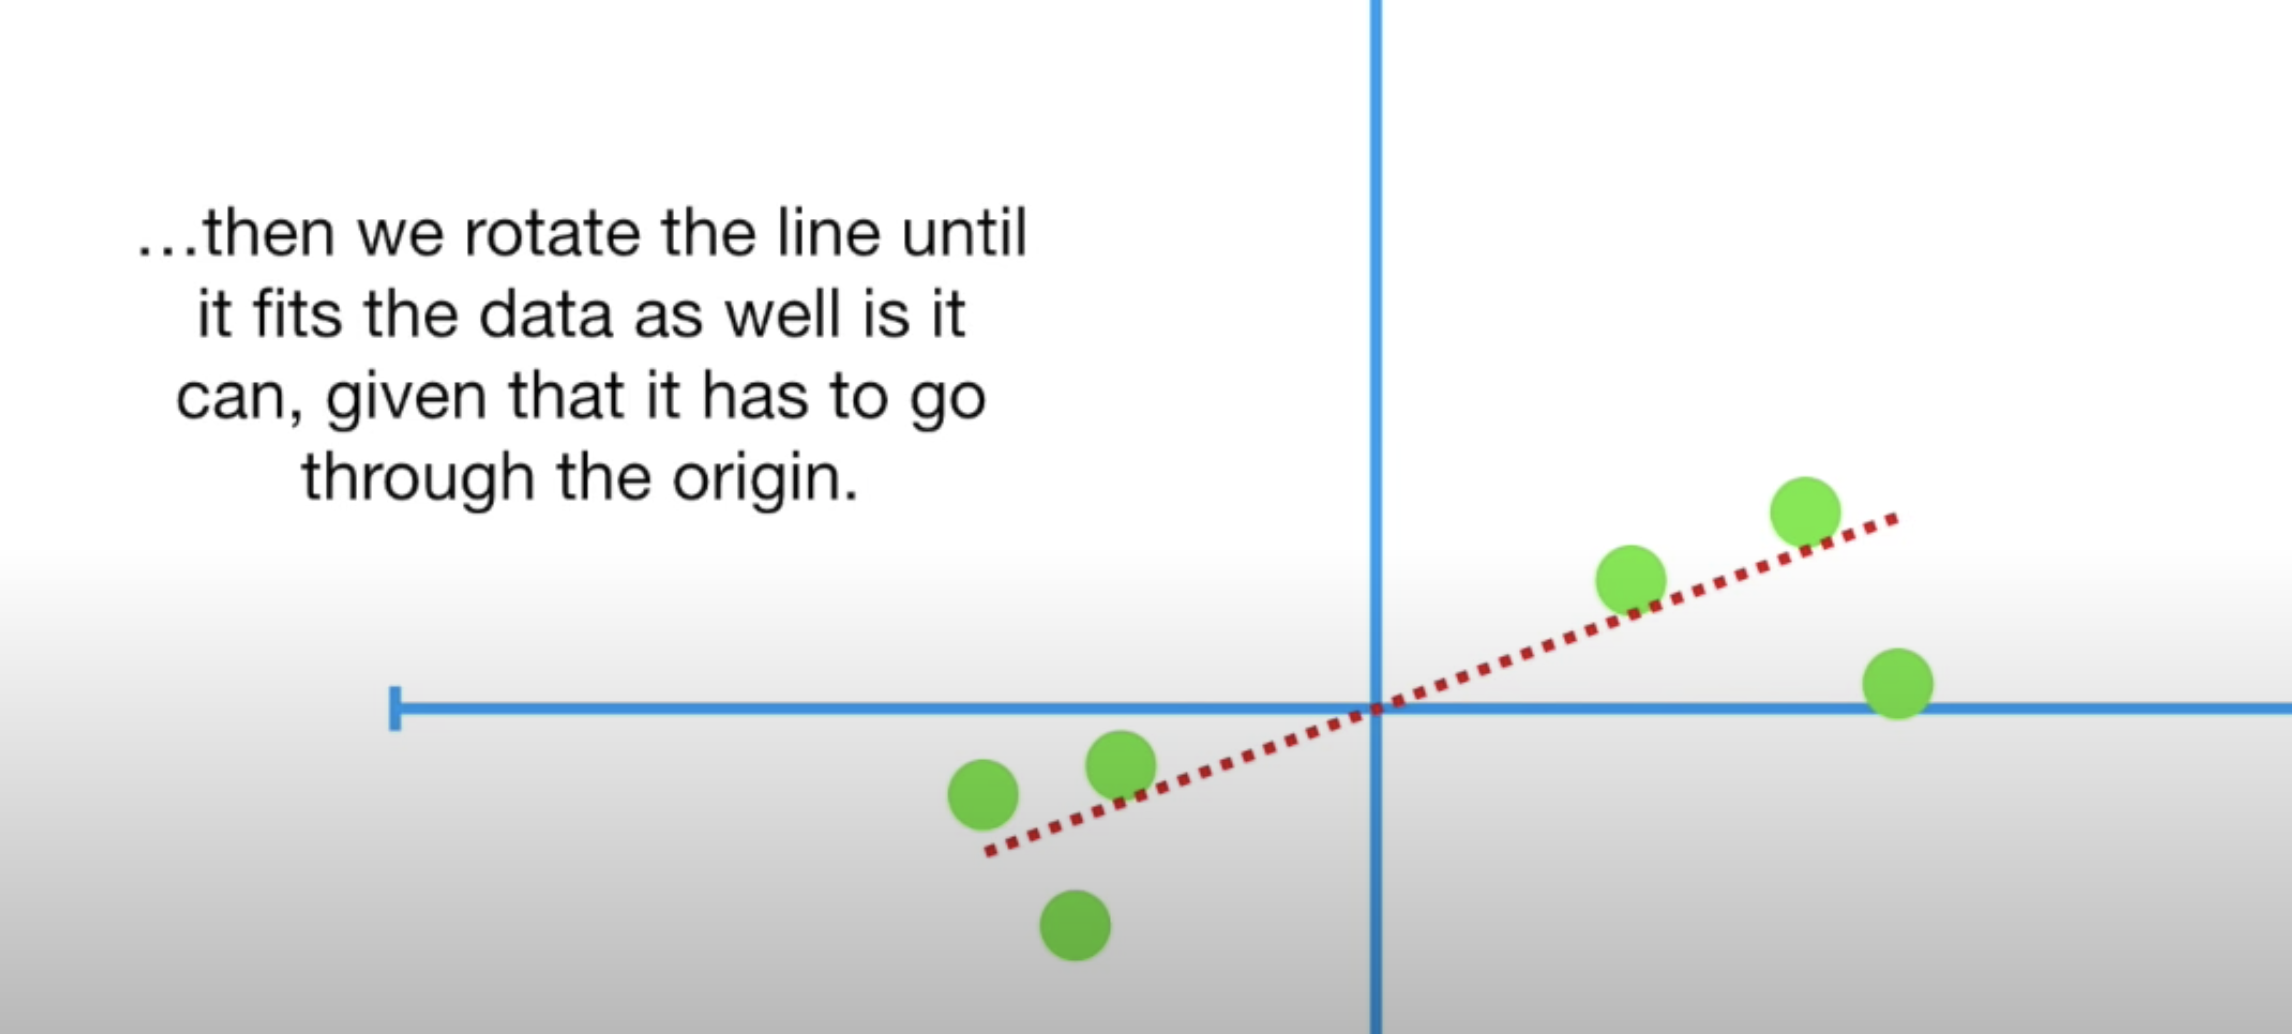 …then we rotate the line until
it fits the data as well is it
can, given that it has to go
through the origin.